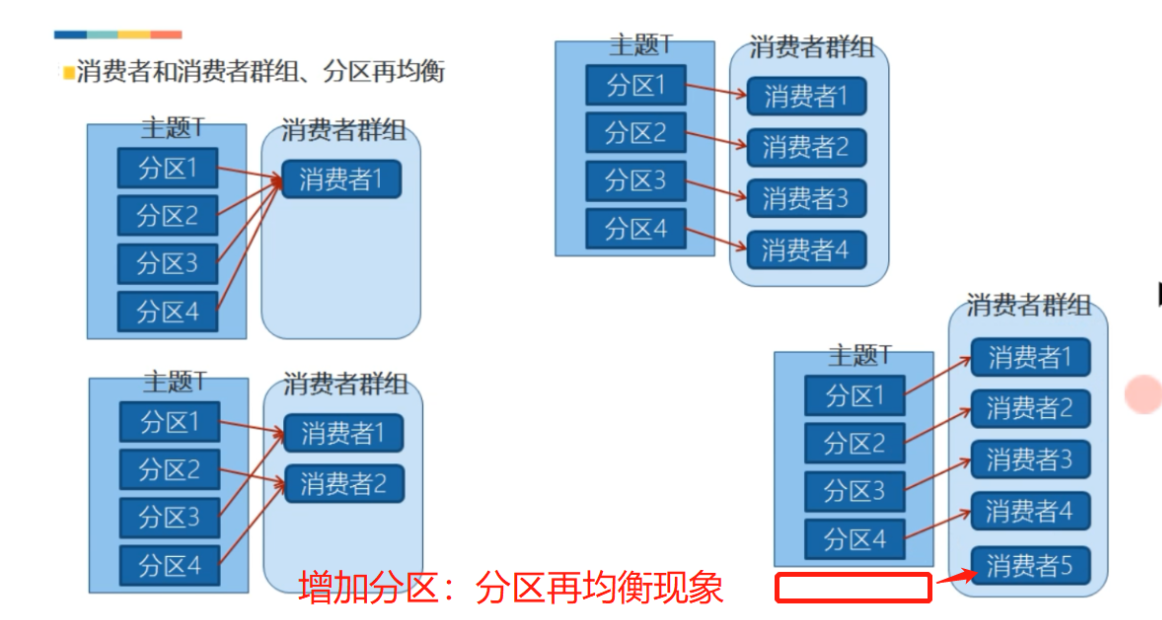 消费者和消费者群组、分区再均衡
主题T
消费者群组
分区1
消费者1
分区2
分区3
分区4
主题T
消费者群组
分区1
消费者1
分区2
消费者2
分区3
分区4
主题T
消费者群组
分区1
消费者1
分区2
消费者2
分区3
消费者3
分区4
消费者4
消费者群组
主题T
消费者1
分区1
消费者2
分区2
消费者3
分区3
消费者4
分区4
消费者5
增加分区：分区再均衡现象